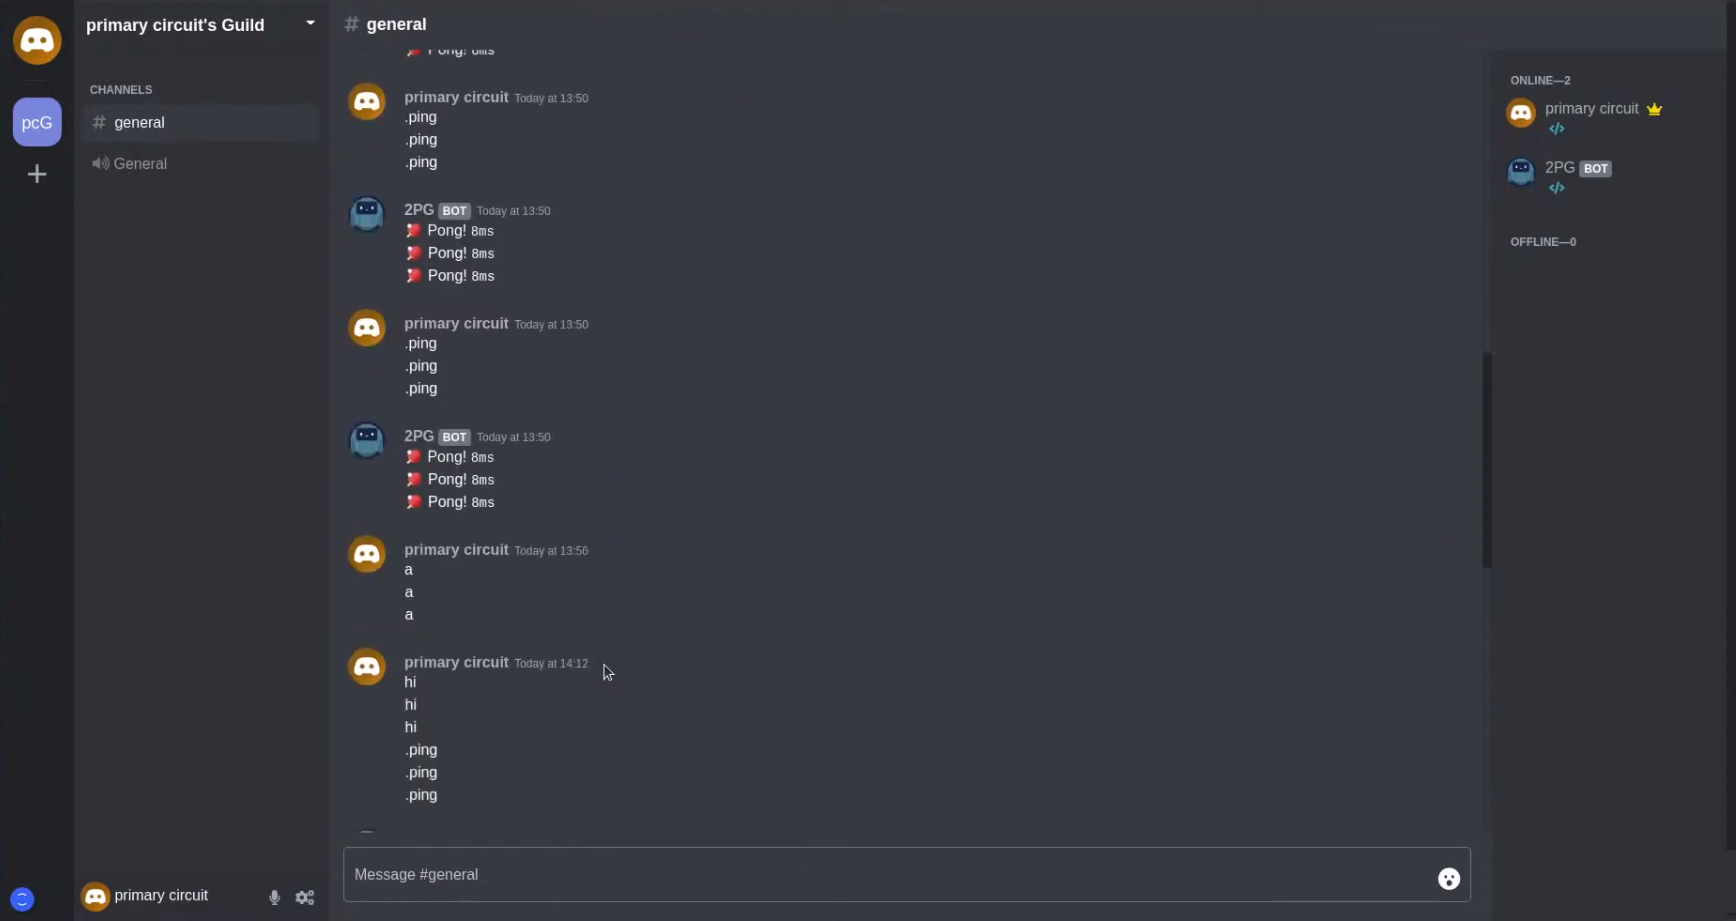 primary circuit's Guild
# general
CHANNELS
pcG
# general
General
Pong! 8ms
primary circuit Today at 13:50
.ping
.ping
.ping
2PG BOT Today at 13:50
Pong! 8ms
Pong! 8ms
Pong! 8ms
primary circuit Today at 13:50
.ping
.ping
.ping
2PG BOT Today at 13:50
Pong! 8ms
Pong! 8ms
Pong! 8ms
primary circuit Today at 13:56
a
a
a
primary circuit Today at 14:12
hi
hi
hi
.ping
.ping
.ping
Message #general
primary circuit
ONLINE—2
primary circuit
</>
2PG BOT
</>
OFFLINE—0